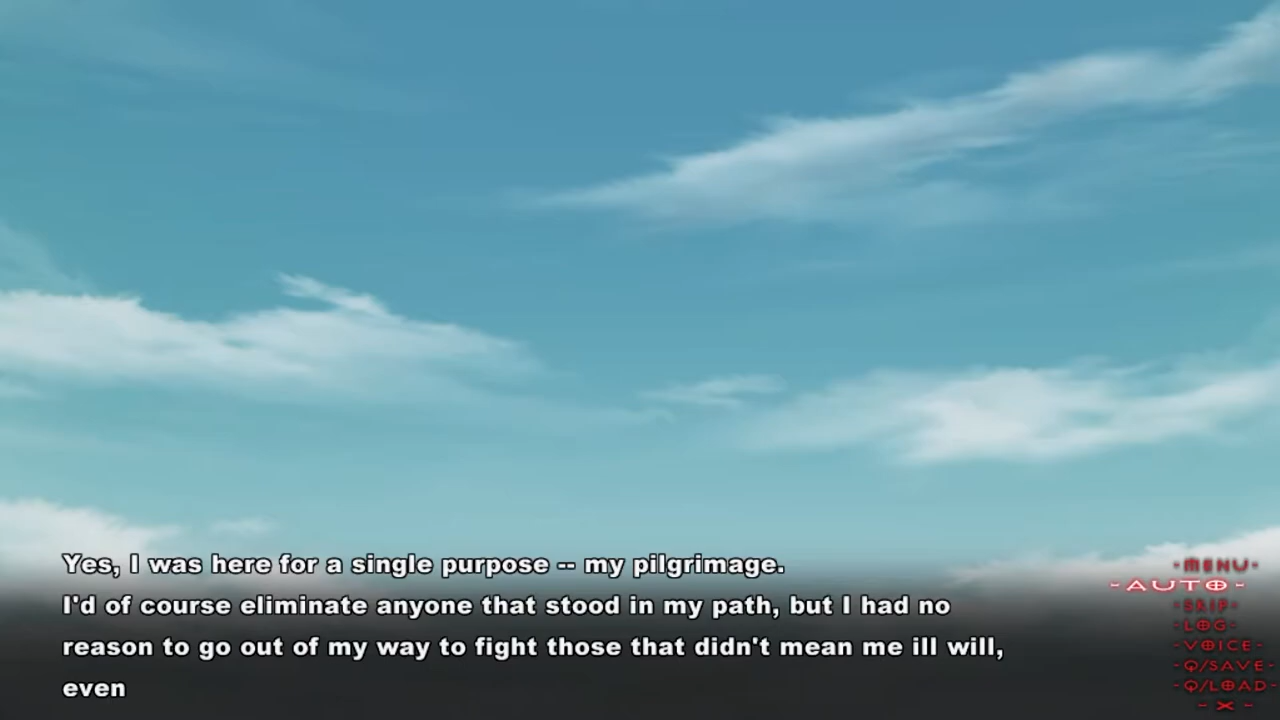 Yes, I was here for a single purpose -- my pilgrimage.
I'd of course eliminate anyone that stood in my path, but I had no
reason to go out of my way to fight those that didn't mean me ill will,
even
-MENU-
-AUTO-
-SKIP-
-LOG-
-VOICE-
-Q/SAVE-
-Q/LOAD-
-X-